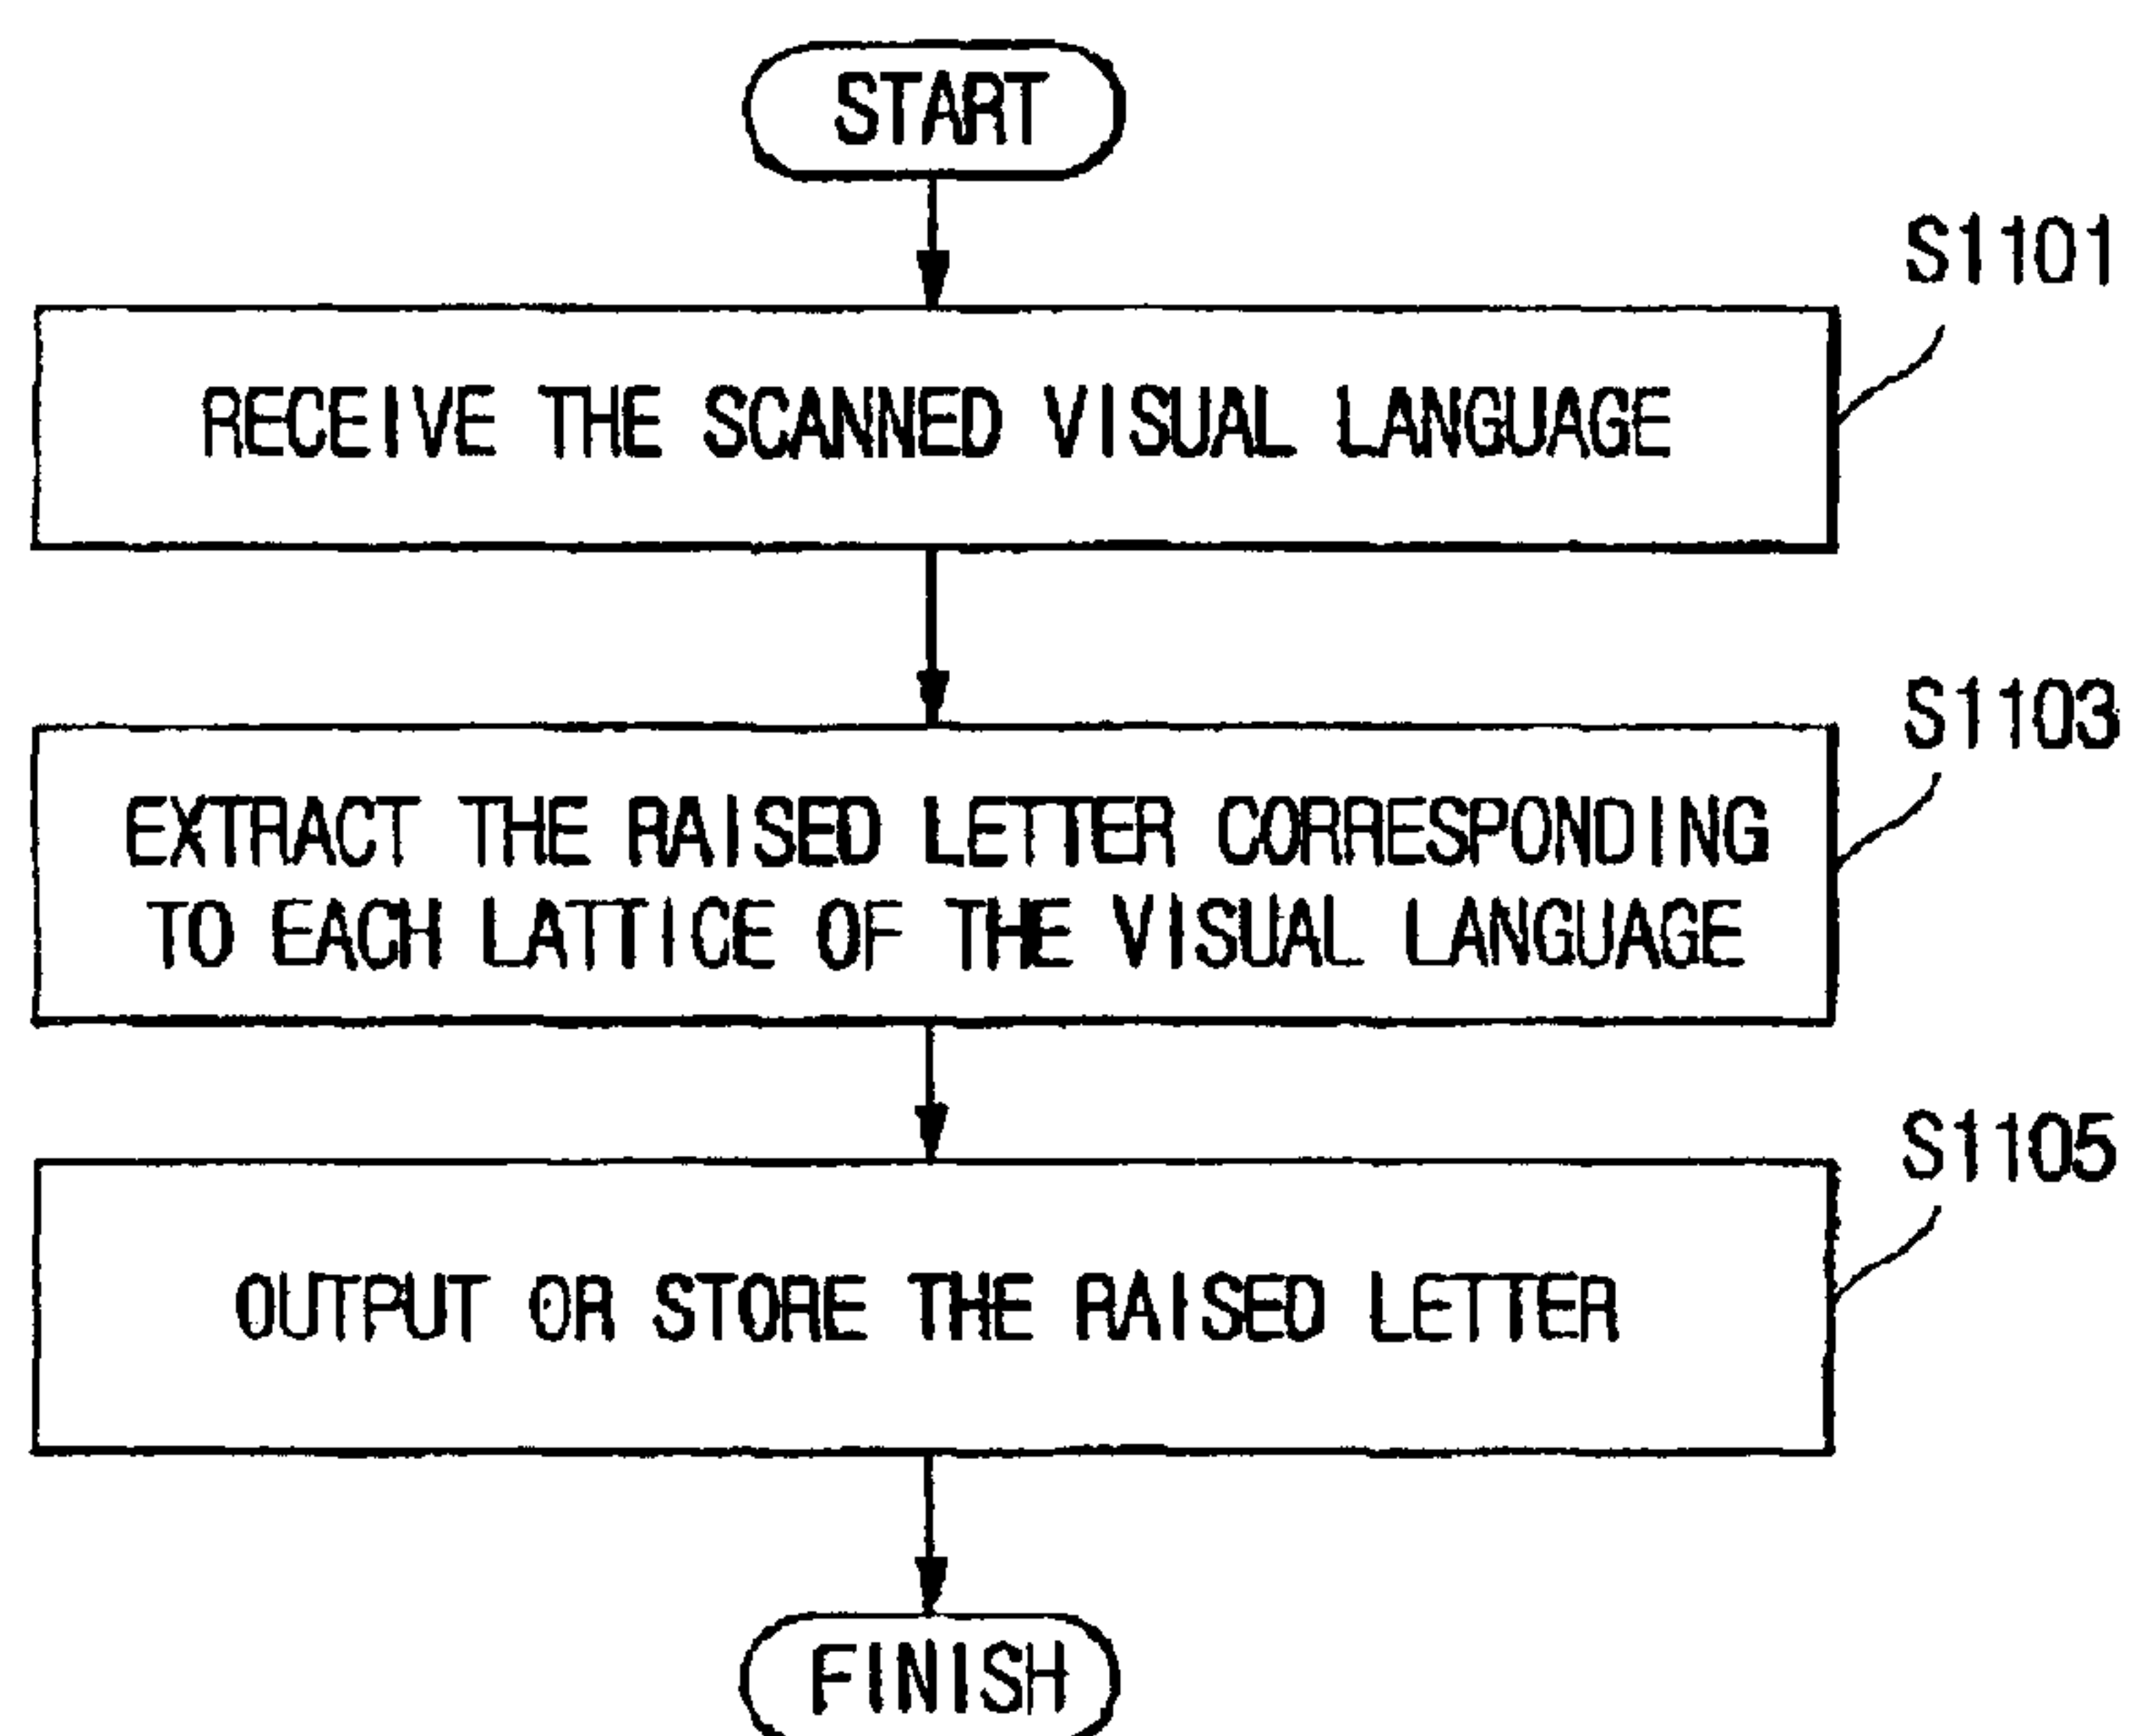 START
S1101
RECEIVE THE SCANNED VISUAL LANGUAGE
S1103
EXTRACT THE RAISED LETTER CORRESPONDING
TO EACH LATTICE OF THE VISUAL LANGUAGE
S1105
OUTPUT OR STORE THE RAISED LETTER
FINISH